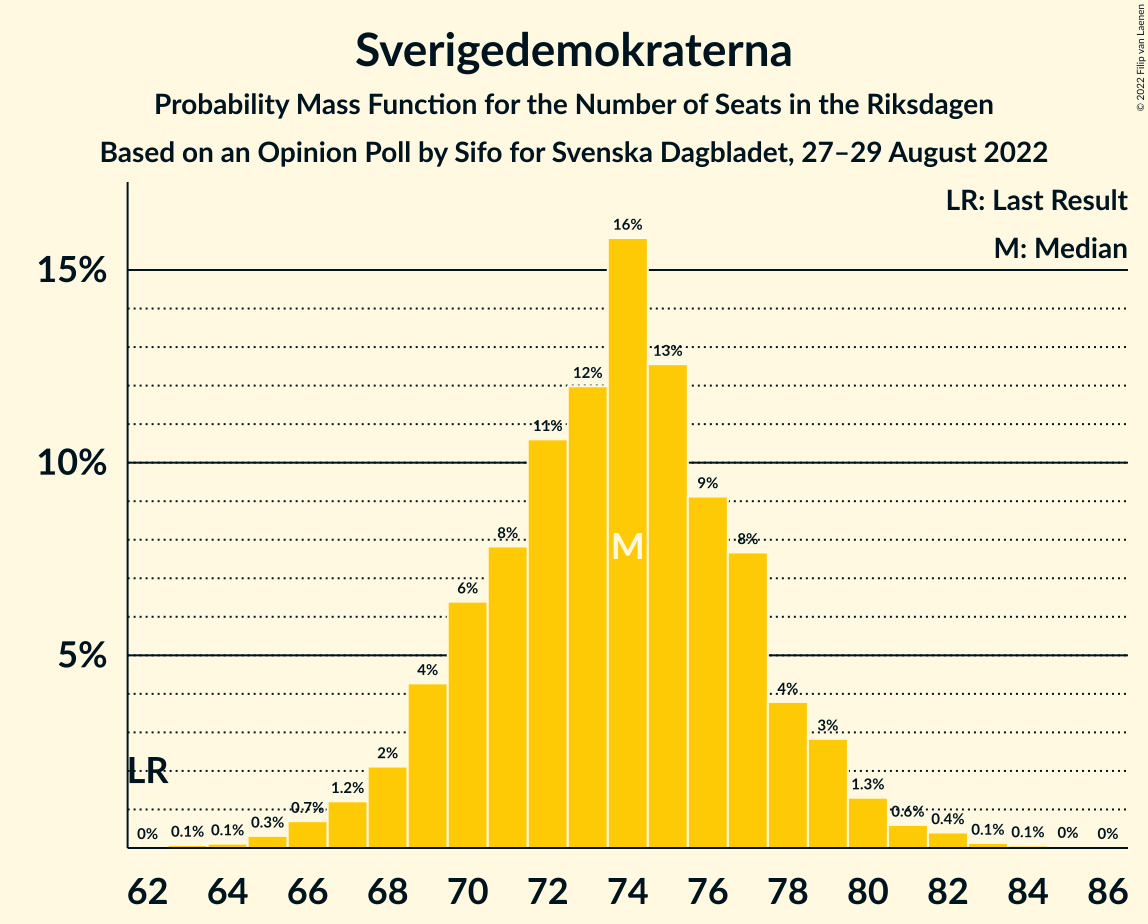 Sverigedemokraterna
Probability Mass Function for the Number of Seats in the Riksdagen
Based on an Opinion Poll by Sifo for Svenska Dagbladet, 27–29 August 2022
© 2022 Filip van Laenen
LR: Last Result
M: Median
15%
10%
5%
LR
M
0% 0.1% 0.1% 0.3% 0.7% 1.2% 2% 4% 6% 8% 11% 12% 16% 13% 9% 8% 4% 3% 1.3% 0.6% 0.4% 0.1% 0.1% 0% 0%
62 64 66 68 70 72 74 76 78 80 82 84 86